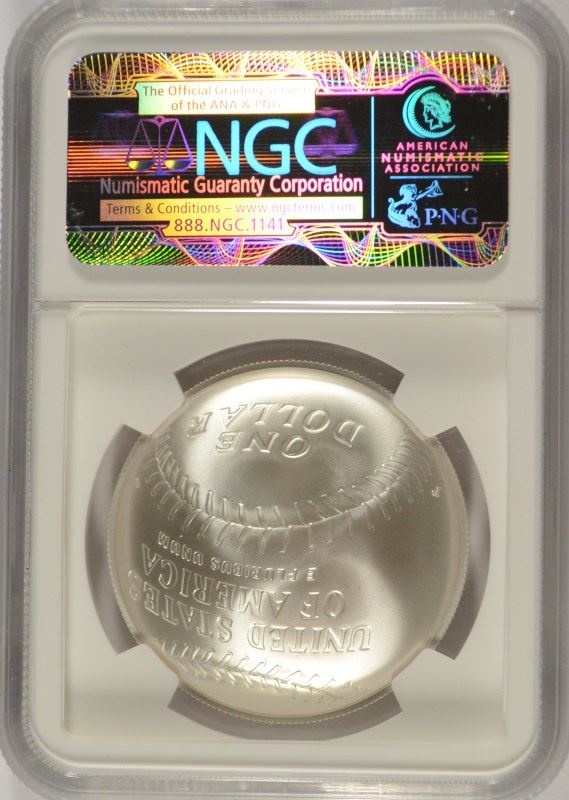 The Official Grading Service
of the ANA & PNG
NGC
Numismatic Guaranty Corporation
Terms & Conditions – www.ngcterms.com
888.NGC.1141
AMERICAN
NUMISMATIC
ASSOCIATION
P·N·G
UNITED STATES
OF AMERICA
E PLURIBUS UNUM
P
ONE
DOLLAR